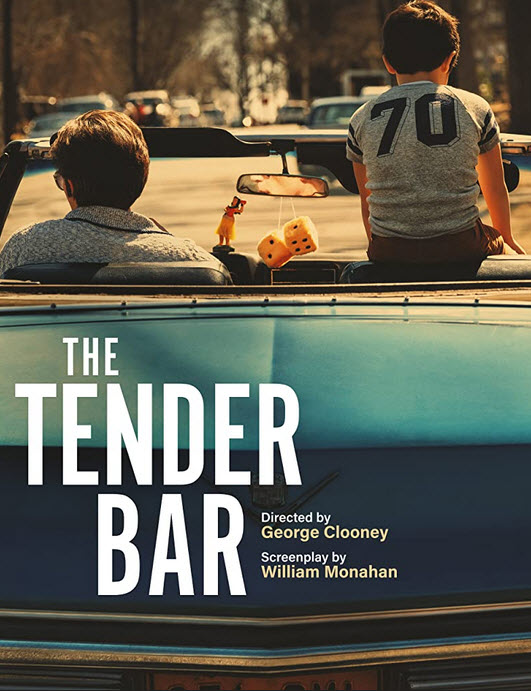 70
THE
TENDER
BAR
Directed by
George Clooney
Screenplay by
William Monahan